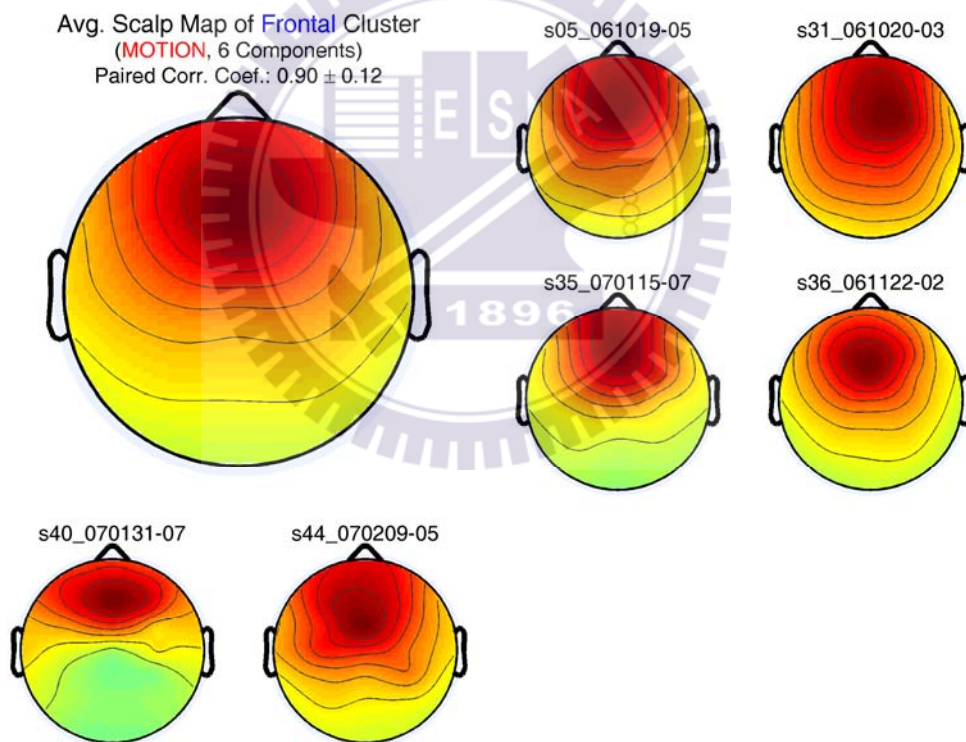 Avg. Scalp Map of Frontal Cluster
(MOTION, 6 Components)
Paired Corr. Coef.: 0.90 ± 0.12
s05_061019-05
s31_061020-03
s35_070115-07
s36_061122-02
s40_070131-07
s44_070209-05
E S A
1896